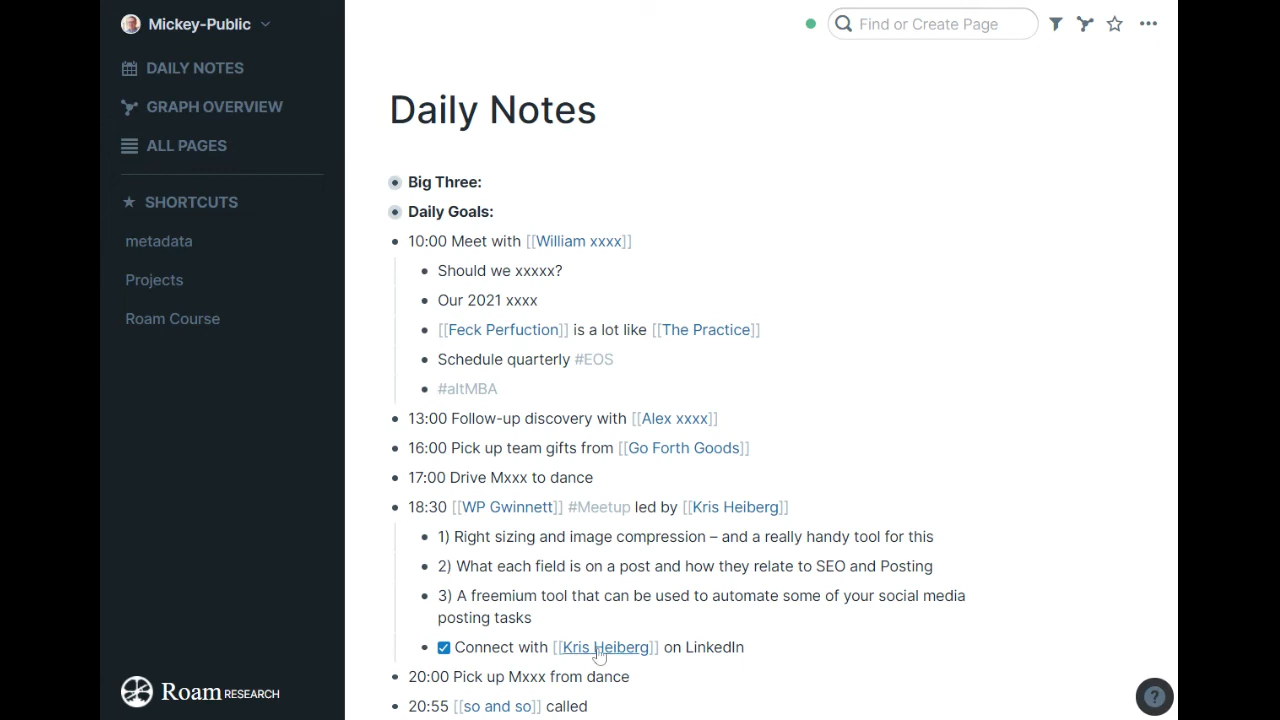 Mickey-Public
DAILY NOTES
GRAPH OVERVIEW
ALL PAGES
SHORTCUTS
metadata
Projects
Roam Course
Roam RESEARCH
Find or Create Page
Daily Notes
Big Three:
Daily Goals:
10:00 Meet with [[William xxxx]]
Should we xxxxx?
Our 2021 xxxx
[[Feck Perfuction]] is a lot like [[The Practice]]
Schedule quarterly #EOS
#altMBA
13:00 Follow-up discovery with [[Alex xxxx]]
16:00 Pick up team gifts from [[Go Forth Goods]]
17:00 Drive Mxxx to dance
18:30 [[WP Gwinnett]] #Meetup led by [[Kris Heiberg]]
1) Right sizing and image compression – and a really handy tool for this
2) What each field is on a post and how they relate to SEO and Posting
3) A freemium tool that can be used to automate some of your social media
posting tasks
Connect with [[Kris Heiberg]] on LinkedIn
20:00 Pick up Mxxx from dance
20:55 [[so and so]] called
?